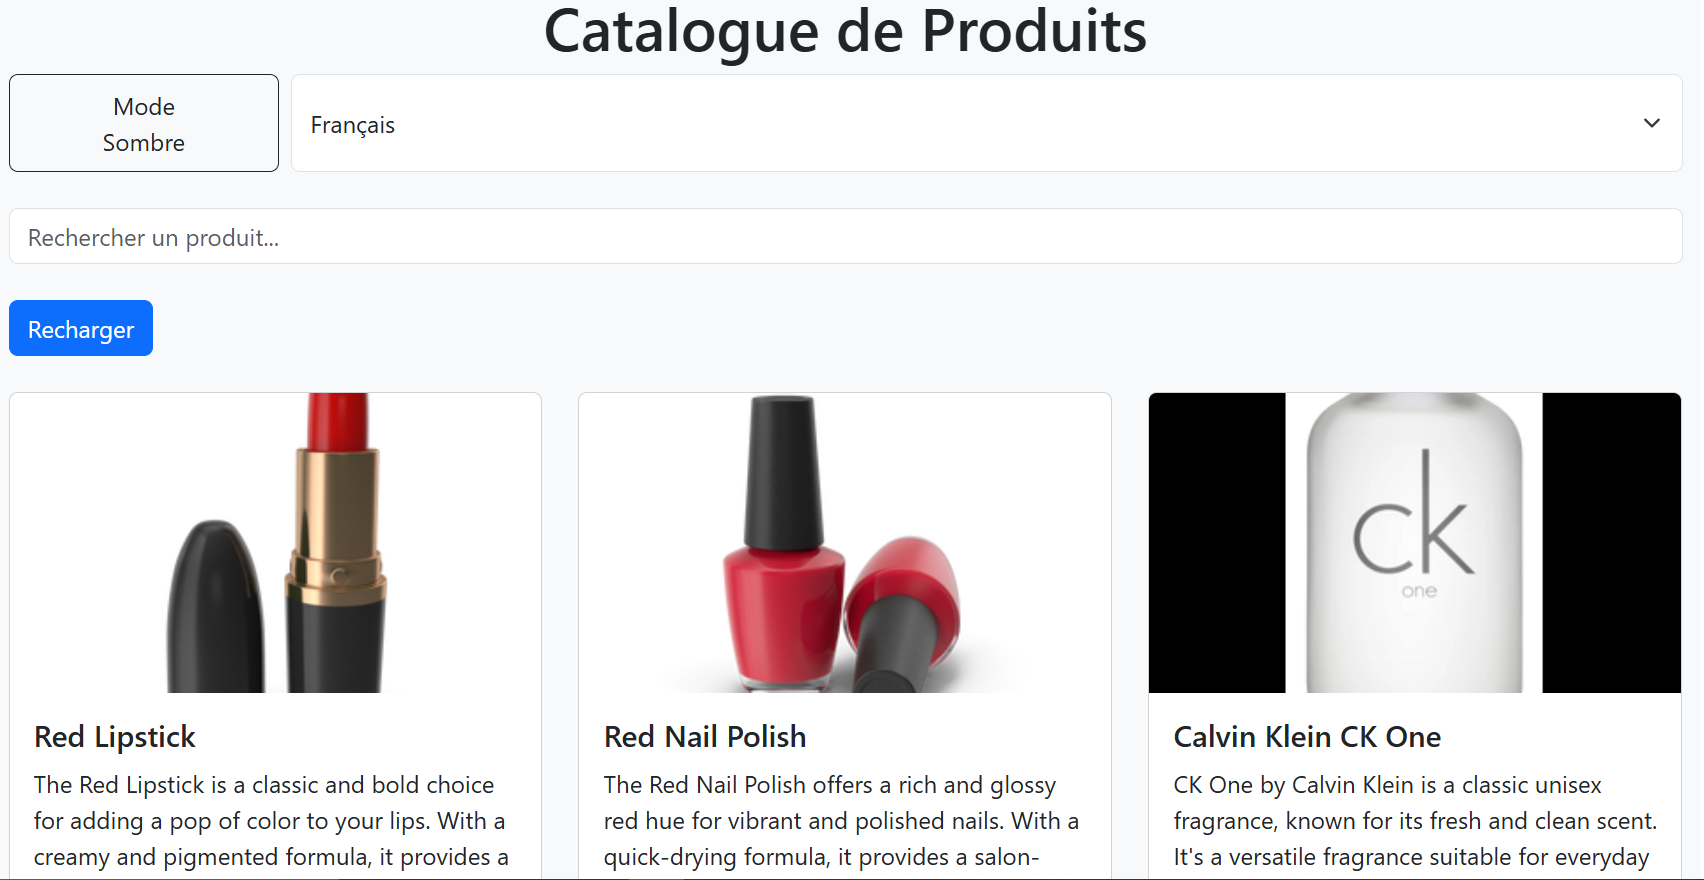 Catalogue de Produits
Mode
Sombre
Français
Rechercher un produit...
Recharger
ck
one
Red Lipstick
The Red Lipstick is a classic and bold choice
for adding a pop of color to your lips. With a
creamy and pigmented formula, it provides a
Red Nail Polish
The Red Nail Polish offers a rich and glossy
red hue for vibrant and polished nails. With a
quick-drying formula, it provides a salon-
Calvin Klein CK One
CK One by Calvin Klein is a classic unisex
fragrance, known for its fresh and clean scent.
It's a versatile fragrance suitable for everyday